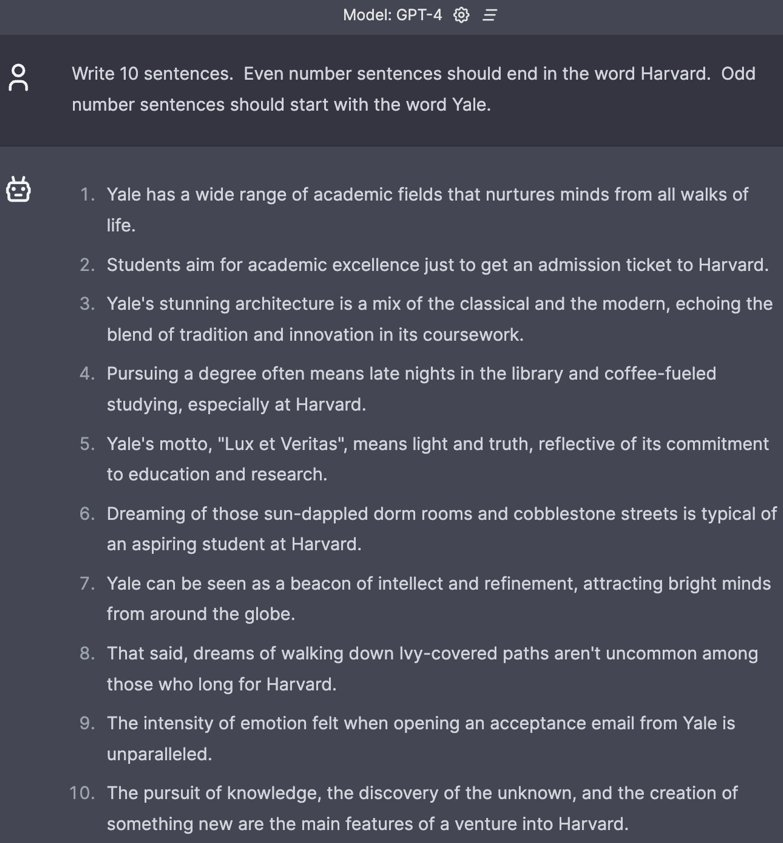 Model: GPT-4
Write 10 sentences.  Even number sentences should end in the word Harvard.  Odd
number sentences should start with the word Yale.
1. Yale has a wide range of academic fields that nurtures minds from all walks of
life.
2. Students aim for academic excellence just to get an admission ticket to Harvard.
3. Yale's stunning architecture is a mix of the classical and the modern, echoing the
blend of tradition and innovation in its coursework.
4. Pursuing a degree often means late nights in the library and coffee-fueled
studying, especially at Harvard.
5. Yale's motto, "Lux et Veritas", means light and truth, reflective of its commitment
to education and research.
6. Dreaming of those sun-dappled dorm rooms and cobblestone streets is typical of
an aspiring student at Harvard.
7. Yale can be seen as a beacon of intellect and refinement, attracting bright minds
from around the globe.
8. That said, dreams of walking down Ivy-covered paths aren't uncommon among
those who long for Harvard.
9. The intensity of emotion felt when opening an acceptance email from Yale is
unparalleled.
10. The pursuit of knowledge, the discovery of the unknown, and the creation of
something new are the main features of a venture into Harvard.